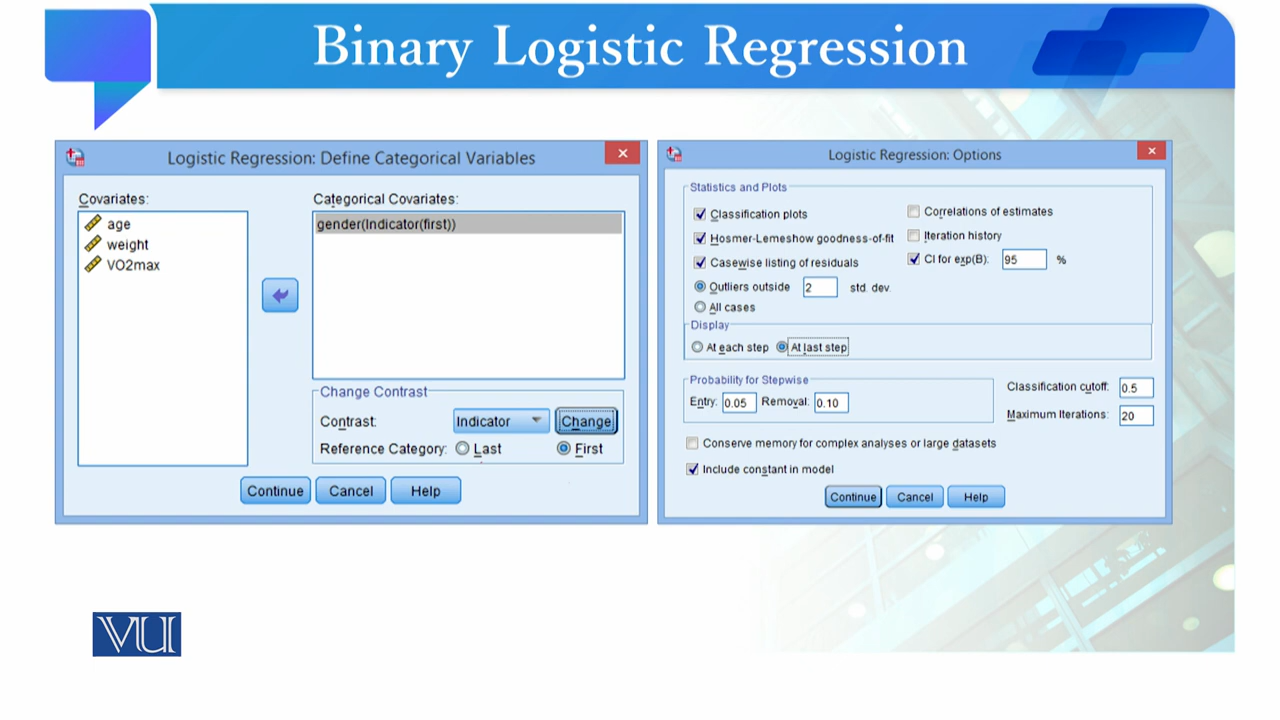 Binary Logistic Regression
Logistic Regression: Define Categorical Variables
Covariates:
age
weight
VO2max
Categorical Covariates:
gender(Indicator(first))
Change Contrast
Contrast: Indicator Change
Reference Category: Last First
Continue Cancel Help
Logistic Regression: Options
Statistics and Plots
Classification plots
Correlations of estimates
Hosmer-Lemeshow goodness-of-fit
Iteration history
Casewise listing of residuals
CI for exp(B): 95 %
Outliers outside 2 std. dev.
All cases
Display
At each step At last step
Probability for Stepwise
Entry: 0.05 Removal: 0.10
Classification cutoff: 0.5
Maximum Iterations: 20
Conserve memory for complex analyses or large datasets
Include constant in model
Continue Cancel Help
VU